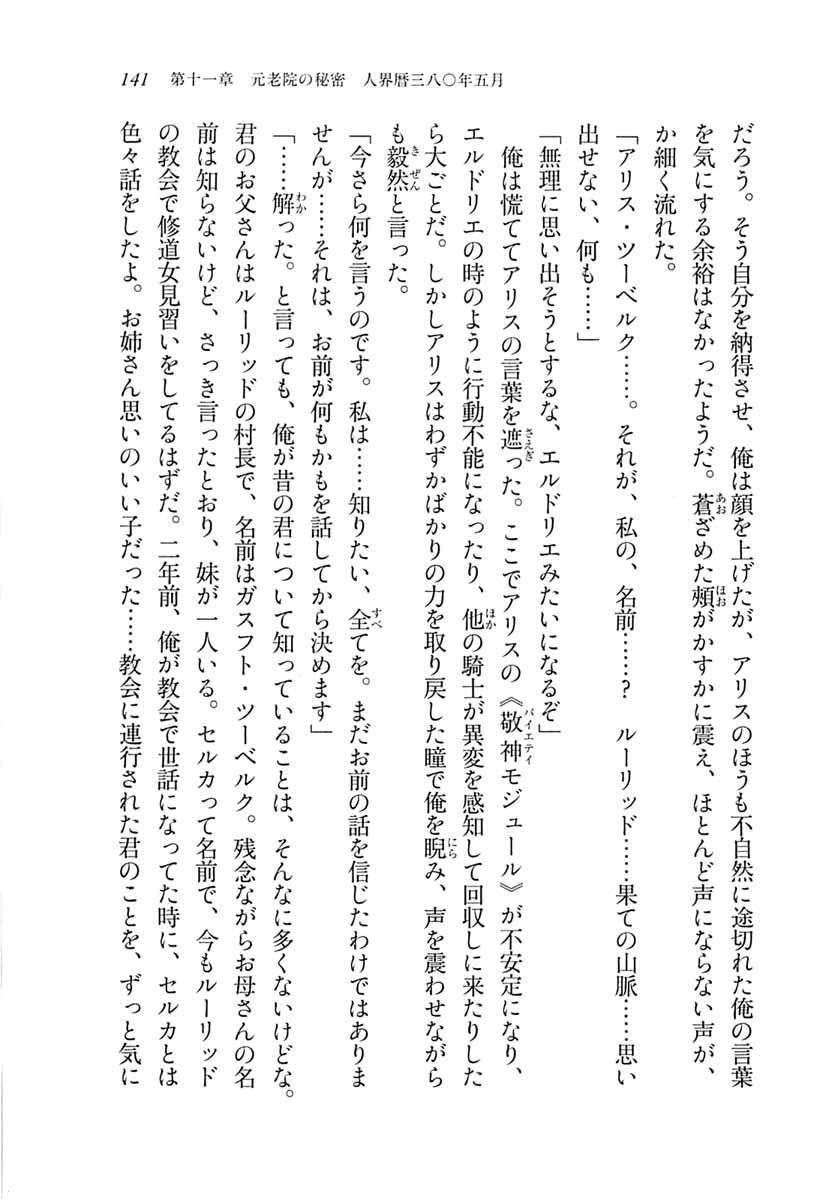 141　第十一章　元老院の秘密　人界暦三八〇年五月
だろう。そう自分を納得させ、俺は顔を上げたが、アリスのほうも不自然に途切れた俺の言葉
を気にする余裕はなかったようだ。蒼ざめた頬がかすかに震え、ほとんど声にならない声が、
か細く流れた。
「アリス・ツーベルク……。それが、私の、名前……？　ルーリッド……果ての山脈……思い
出せない、何も……」
「無理に思い出そうとするな、エルドリエみたいになるぞ」
　俺は慌ててアリスの言葉を遮った。ここでアリスの《敬神モジュール》が不安定になり、
エルドリエの時のように行動不能になったり、他の騎士が異変を感知して回収しに来たりした
ら大ごとだ。しかしアリスはわずかばかりの力を取り戻した瞳で俺を睨み、声を震わせながら
も毅然と言った。
「今さら何を言うのです。私は……知りたい、全てを。まだお前の話を信じたわけではありま
せんが……それは、お前が何もかもを話してから決めます」
「……解った。と言っても、俺が昔の君について知っていることは、そんなに多くないけどな。
君のお父さんはルーリッドの村長で、名前はガスフト・ツーベルク。残念ながらお母さんの名
前は知らないけど、さっき言ったとおり、妹が一人いる。セルカって名前で、今もルーリッド
の教会で修道女見習いをしてるはずだ。二年前、俺が教会で世話になってた時に、セルカとは
色々話をしたよ。お姉さん思いのいい子だった……教会に連行された君のことを、ずっと気に